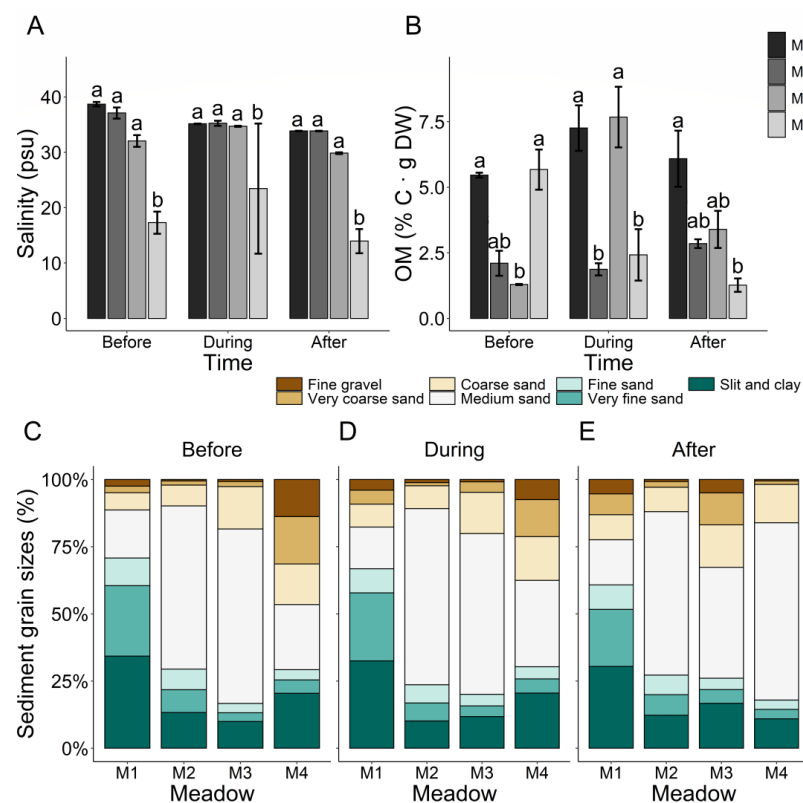 A
B
Salinity (psu)
40
30
20
10
0
a a a b
a a a b
a a a b
Before During After
Time
OM (% C · g DW)
7.5
5.0
2.5
0.0
a ab b a
a b a b
a ab ab b
Before During After
Time
M
M
M
M
Fine gravel Coarse sand Fine sand Slit and clay
Very coarse sand Medium sand Very fine sand
C Before
D During
E After
Sediment grain sizes (%)
100%
75%
50%
25%
0%
M1 M2 M3 M4
Meadow
M1 M2 M3 M4
Meadow
M1 M2 M3 M4
Meadow